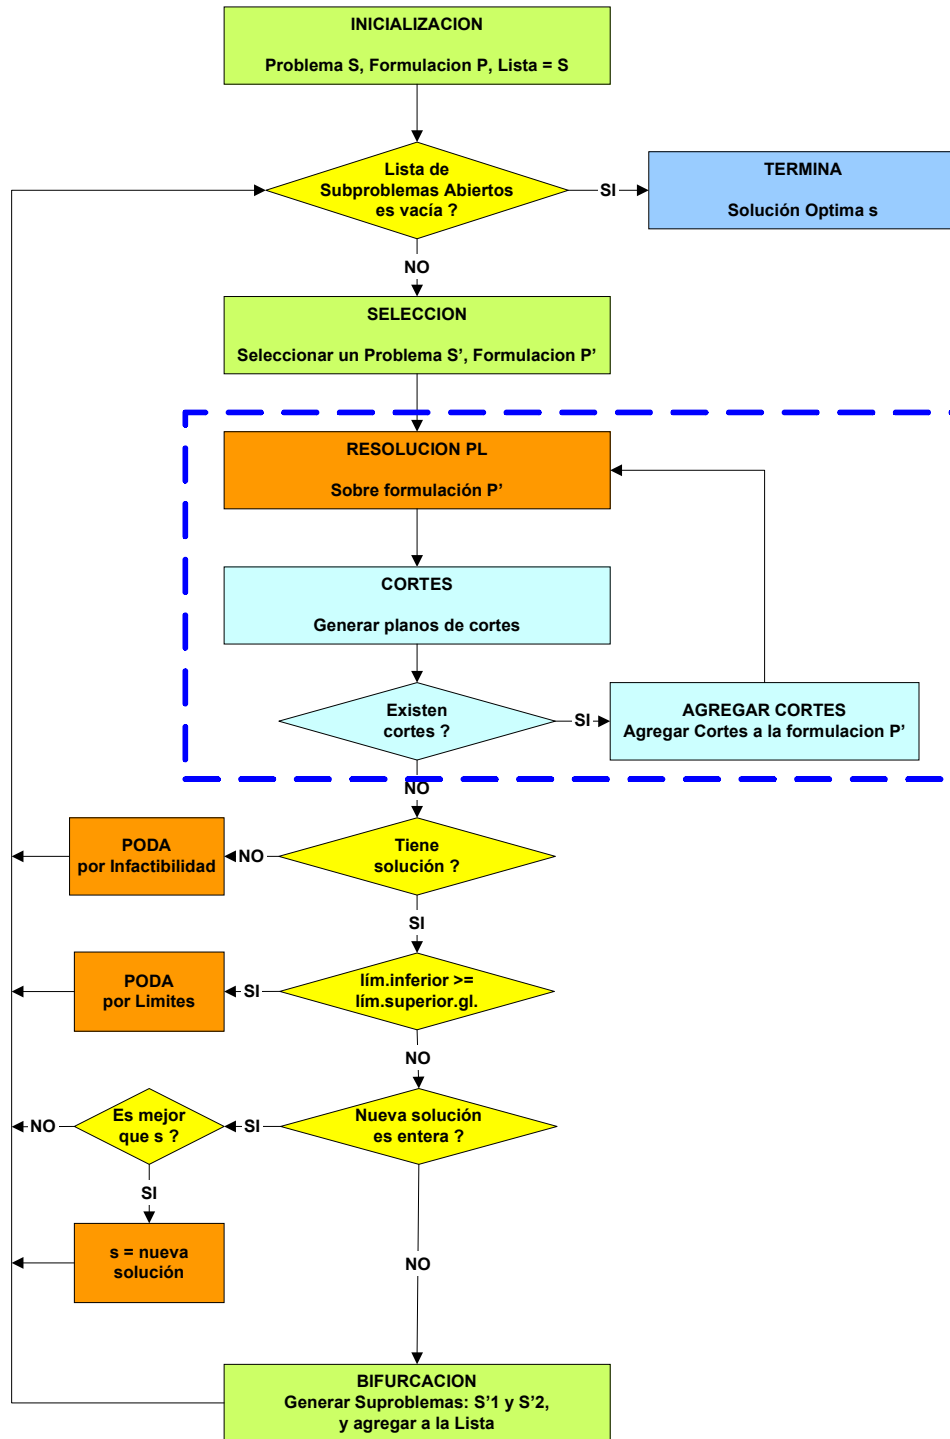 INICIALIZACION
Problema S, Formulacion P, Lista = S
Lista de
Subproblemas Abiertos
es vacía ?
SI
TERMINA
Solución Optima s
NO
SELECCION
Seleccionar un Problema S', Formulacion P'
RESOLUCION PL
Sobre formulación P'
CORTES
Generar planos de cortes
Existen
cortes ?
SI
AGREGAR CORTES
Agregar Cortes a la formulacion P'
NO
Tiene
solución ?
NO
PODA
por Infactibilidad
SI
lím.inferior >=
lím.superior.gl.
SI
PODA
por Limites
NO
Nueva solución
es entera ?
SI
Es mejor
que s ?
NO
SI
s = nueva
solución
NO
BIFURCACION
Generar Suproblemas: S'1 y S'2,
y agregar a la Lista